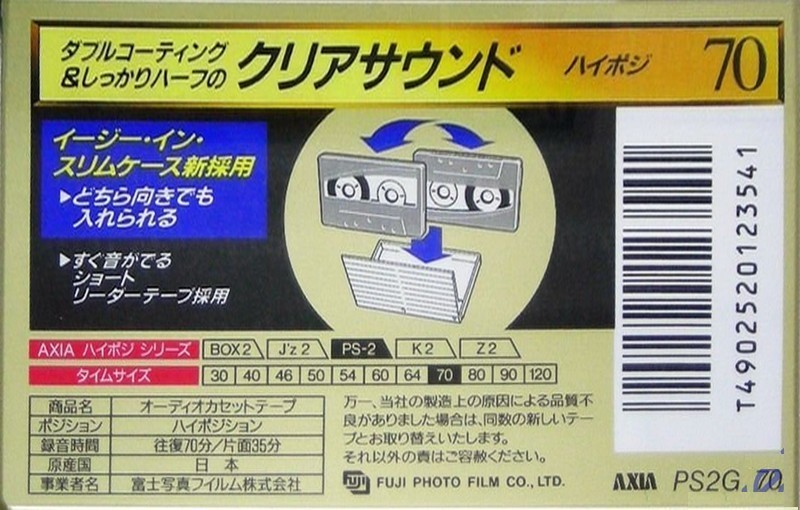 ダブルコーティング
&しっかりハーフの クリアサウンド ハイポジ 70
イージー・イン・
スリムケース新採用
▶どちら向きでも
入れられる
▶すぐ音がでる
ショート
リーダーテープ採用
T4902520123541
AXIA ハイポジ シリーズ BOX2 J'z2 PS-2 K2 Z2
タイムサイズ 30 40 46 50 54 60 64 70 80 90 120
商品名 オーディオカセットテープ
ポジション ハイポジション
録音時間 往復70分/片面35分
原産国 日本
事業者名 富士写真フイルム株式会社
万一、当社の製造上の原因による品質不
良がありました場合は、同数の新しいテー
プとお取り替えいたします。
それ以外の責はご容赦ください。
FUJI FUJI PHOTO FILM CO., LTD.
AXIA PS2G 70